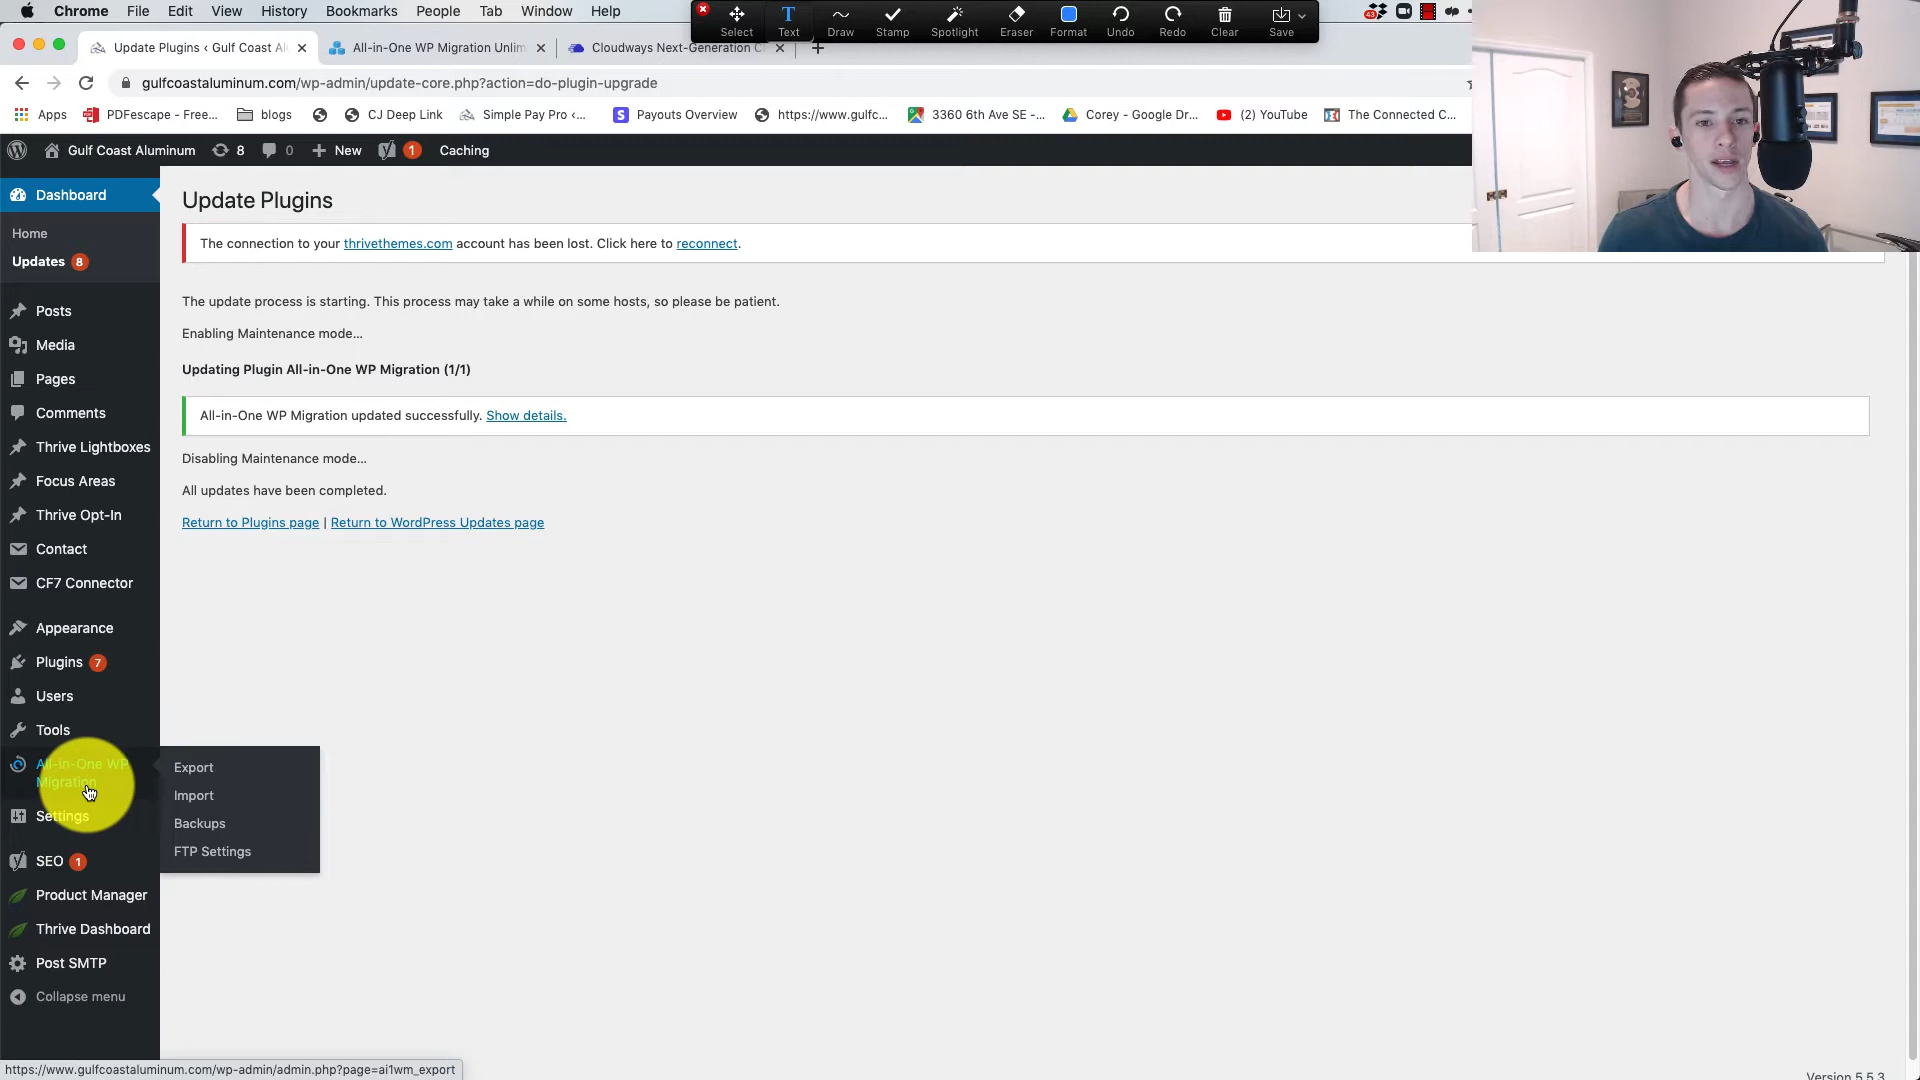 Chrome File Edit View History Bookmarks People Tab Window Help
Select Text Draw Stamp Spotlight Eraser Format Undo Redo Clear Save
43
Update Plugins ‹ Gulf Coast Al
All-in-One WP Migration Unlim
Cloudways Next-Generation C
gulfcoastaluminum.com/wp-admin/update-core.php?action=do-plugin-upgrade
Apps PDFescape - Free... blogs CJ Deep Link Simple Pay Pro ‹... Payouts Overview https://www.gulfc... 3360 6th Ave SE -... Corey - Google Dr... (2) YouTube The Connected C...
Gulf Coast Aluminum 8 0 New 1 Caching
Dashboard
Home
Updates 8
Posts
Media
Pages
Comments
Thrive Lightboxes
Focus Areas
Thrive Opt-In
Contact
CF7 Connector
Appearance
Plugins 7
Users
Tools
All-in-One WP
Migration
Settings
SEO 1
Product Manager
Thrive Dashboard
Post SMTP
Collapse menu
Export
Import
Backups
FTP Settings
Update Plugins
The connection to your thrivethemes.com account has been lost. Click here to reconnect.
The update process is starting. This process may take a while on some hosts, so please be patient.
Enabling Maintenance mode...
Updating Plugin All-in-One WP Migration (1/1)
All-in-One WP Migration updated successfully. Show details.
Disabling Maintenance mode...
All updates have been completed.
Return to Plugins page | Return to WordPress Updates page
https://www.gulfcoastaluminum.com/wp-admin/admin.php?page=ai1wm_export
Version 5.5.3